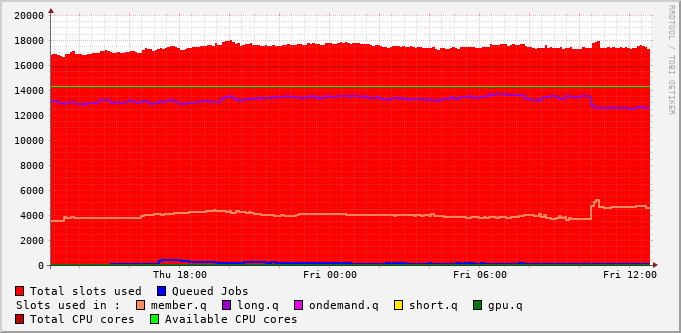 20000
18000
16000
14000
12000
10000
8000
6000
4000
2000
0
Thu 18:00 Fri 00:00 Fri 06:00 Fri 12:00
Total slots used Queued Jobs
Slots used in : member.q long.q ondemand.q short.q gpu.q
Total CPU cores Available CPU cores
RRDTOOL / TOBI OETIKER